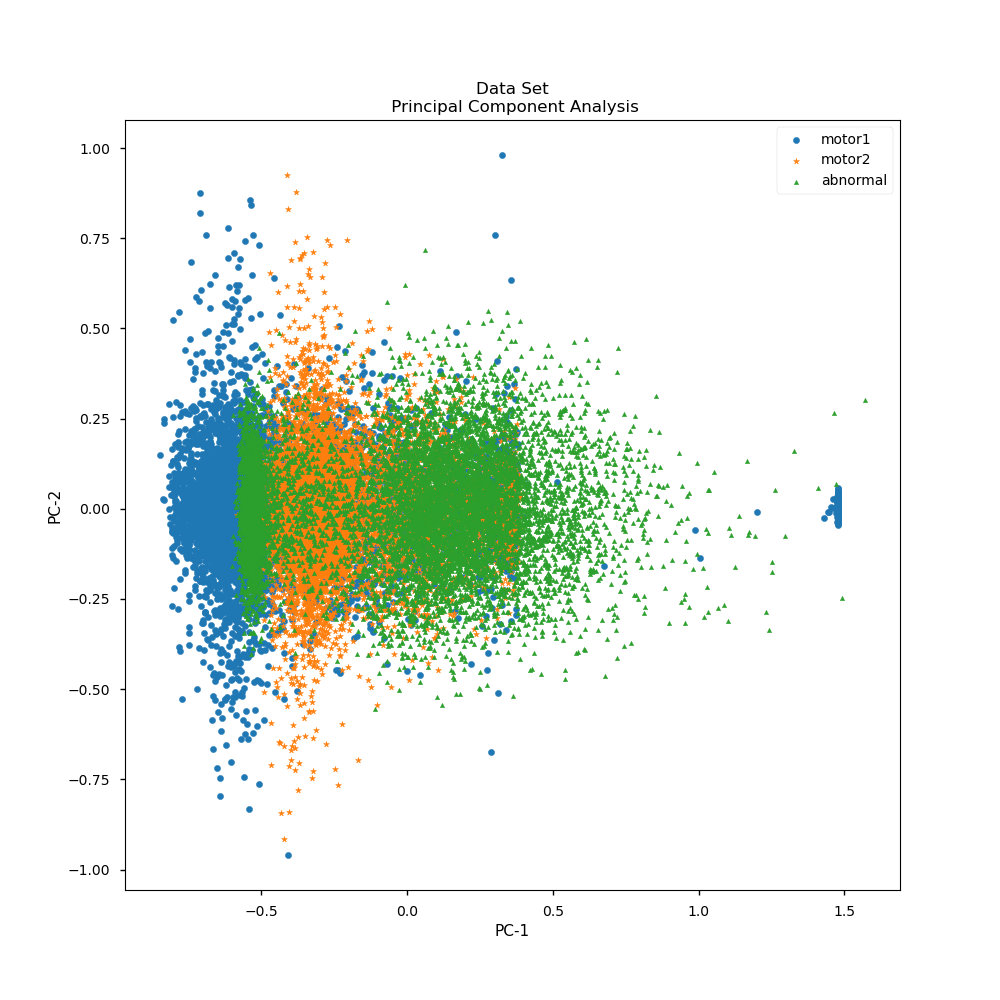 Data Set
Principal Component Analysis
motor1
motor2
abnormal
1.00
0.75
0.50
0.25
0.00
−0.25
−0.50
−0.75
−1.00
PC-2
−0.5
0.0
0.5
1.0
1.5
PC-1